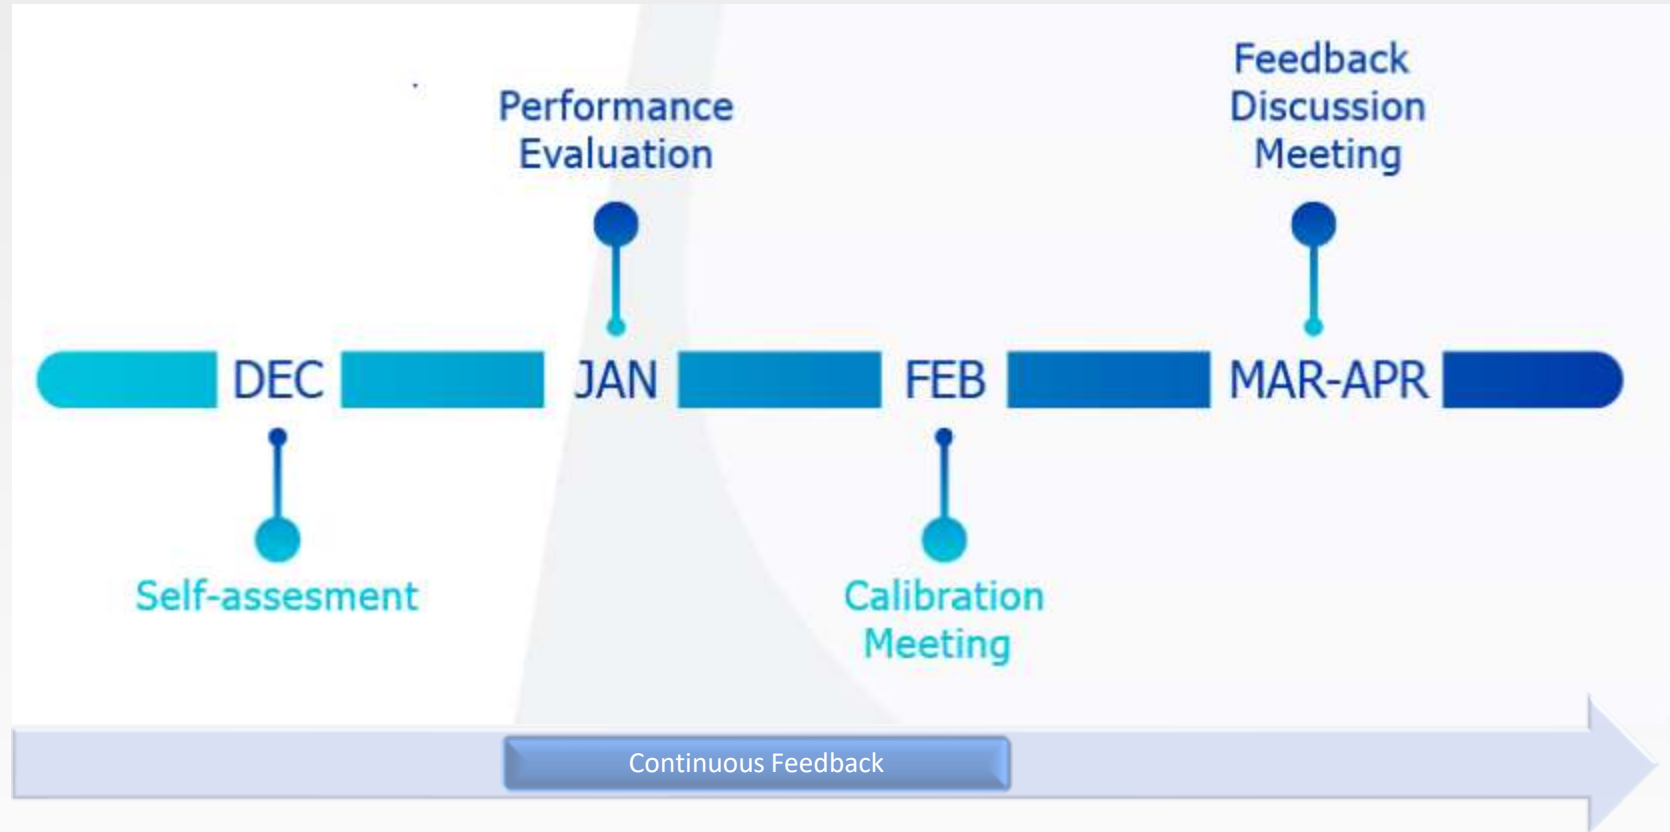 Performance
Evaluation
Feedback
Discussion
Meeting
DEC
JAN
FEB
MAR-APR
Self-assesment
Calibration
Meeting
Continuous Feedback